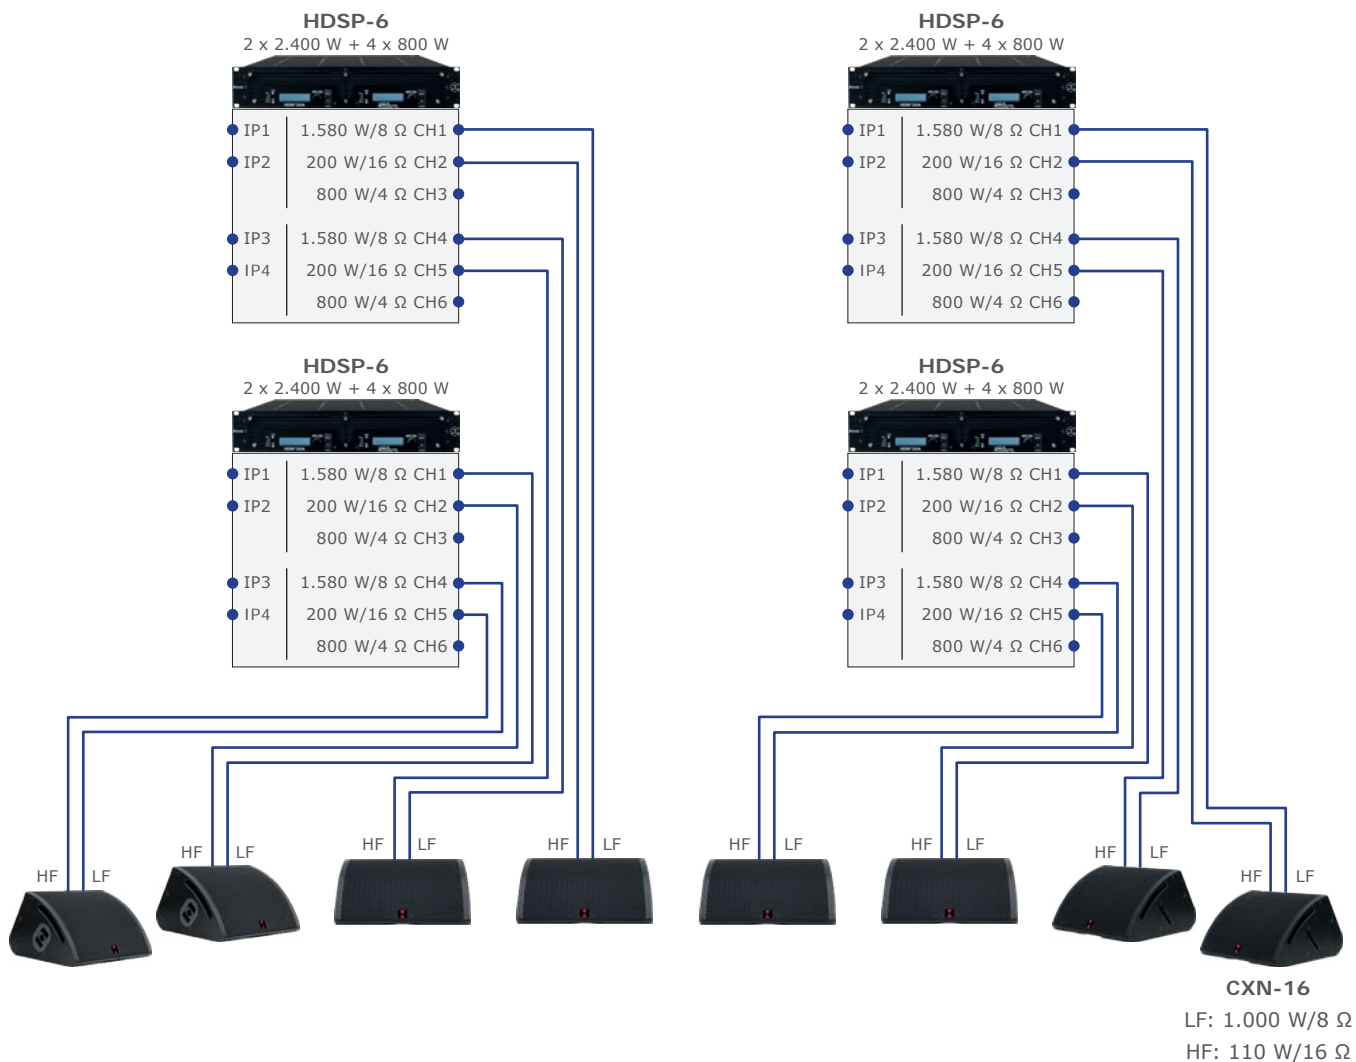 HDSP-6
2 x 2.400 W + 4 x 800 W
IP1 1.580 W/8 Ω CH1
IP2 200 W/16 Ω CH2
800 W/4 Ω CH3
IP3 1.580 W/8 Ω CH4
IP4 200 W/16 Ω CH5
800 W/4 Ω CH6
HDSP-6
2 x 2.400 W + 4 x 800 W
IP1 1.580 W/8 Ω CH1
IP2 200 W/16 Ω CH2
800 W/4 Ω CH3
IP3 1.580 W/8 Ω CH4
IP4 200 W/16 Ω CH5
800 W/4 Ω CH6
HDSP-6
2 x 2.400 W + 4 x 800 W
IP1 1.580 W/8 Ω CH1
IP2 200 W/16 Ω CH2
800 W/4 Ω CH3
IP3 1.580 W/8 Ω CH4
IP4 200 W/16 Ω CH5
800 W/4 Ω CH6
HDSP-6
2 x 2.400 W + 4 x 800 W
IP1 1.580 W/8 Ω CH1
IP2 200 W/16 Ω CH2
800 W/4 Ω CH3
IP3 1.580 W/8 Ω CH4
IP4 200 W/16 Ω CH5
800 W/4 Ω CH6
HF LF
HF LF
HF LF
HF LF
HF LF
HF LF
HF LF
HF LF
CXN-16
LF: 1.000 W/8 Ω
HF: 110 W/16 Ω